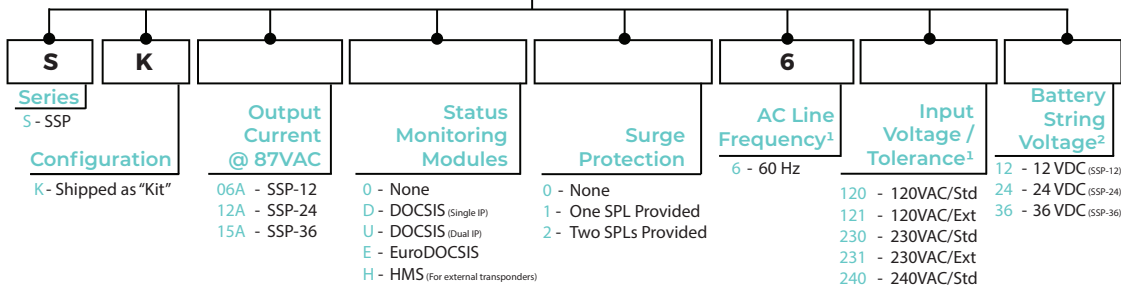 S
K
6
Series
S - SSP
Configuration
K - Shipped as “Kit”
Output
Current
@ 87VAC
06A - SSP-12
12A - SSP-24
15A - SSP-36
Status
Monitoring
Modules
0 - None
D - DOCSIS (Single IP)
U - DOCSIS (Dual IP)
E - EuroDOCSIS
H - HMS (For external transponders)
Surge
Protection
0 - None
1 - One SPL Provided
2 - Two SPLs Provided
AC Line
Frequency¹
6 - 60 Hz
Input
Voltage /
Tolerance¹
120 - 120VAC/Std
121 - 120VAC/Ext
230 - 230VAC/Std
231 - 230VAC/Ext
240 - 240VAC/Std
Battery
String
Voltage²
12 - 12 VDC (SSP-12)
24 - 24 VDC (SSP-24)
36 - 36 VDC (SSP-36)